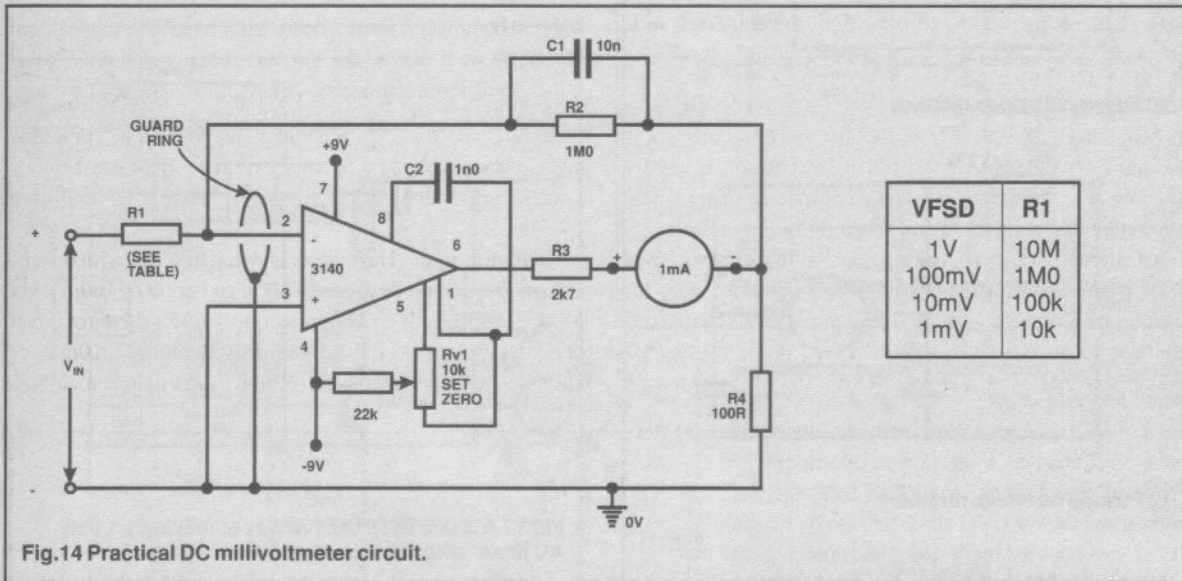 C1
10n
R2
1M0
GUARD
RING
+9V
7
C2
1n0
8
R1
2
-
6
+
(SEE
TABLE)
3140
R3
2k7
1mA
-
3
+
5
1
4
VIN
Rv1
10k
SET
ZERO
22k
R4
100R
-9V
-
0V
VFSD R1
1V 10M
100mV 1M0
10mV 100k
1mV 10k
Fig.14 Practical DC millivoltmeter circuit.